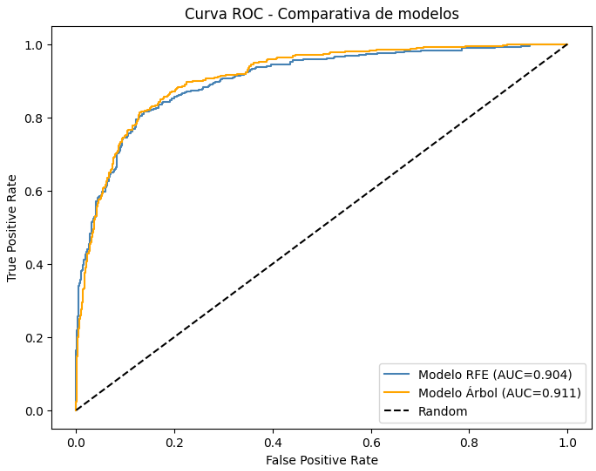 Curva ROC - Comparativa de modelos
True Positive Rate
1.0
0.8
0.6
0.4
0.2
0.0
0.0 0.2 0.4 0.6 0.8 1.0
False Positive Rate
Modelo RFE (AUC=0.904)
Modelo Árbol (AUC=0.911)
Random